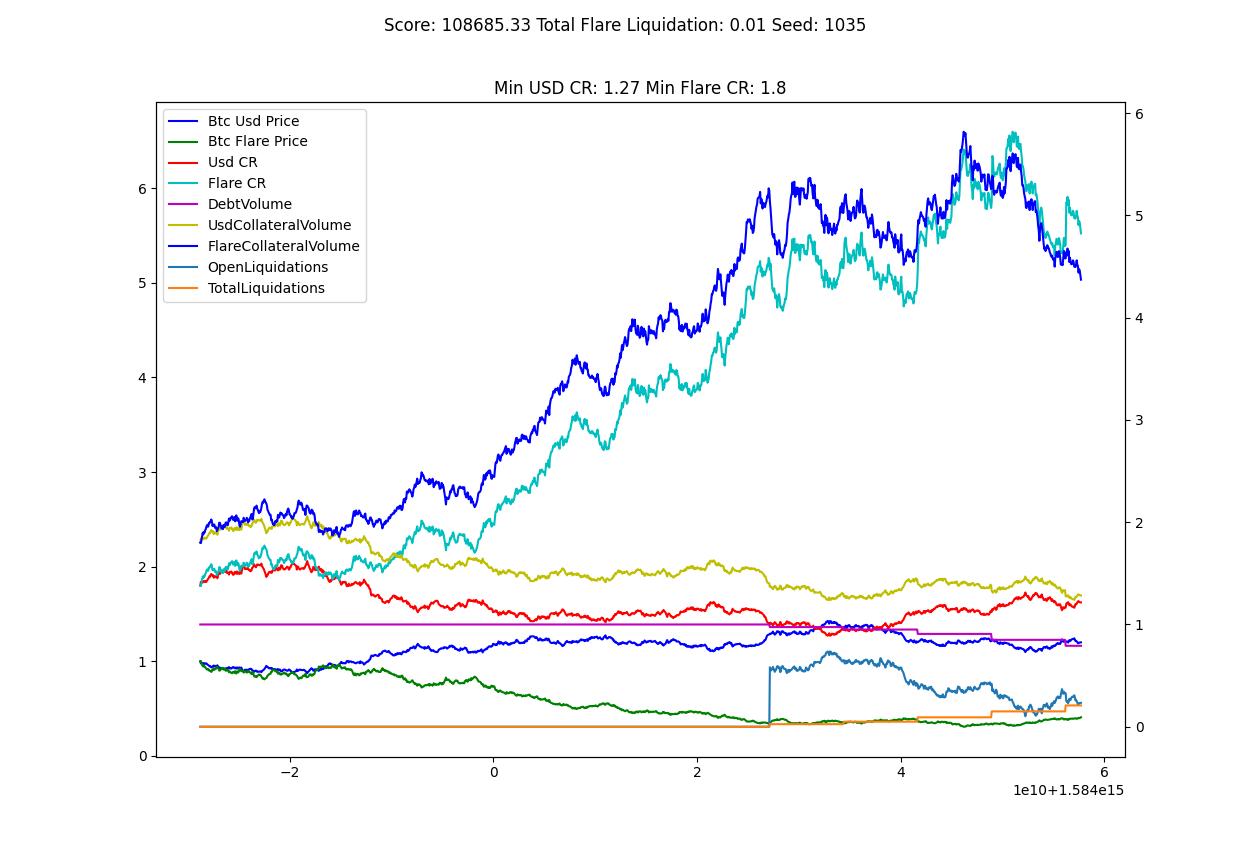 Score: 108685.33 Total Flare Liquidation: 0.01 Seed: 1035
Min USD CR: 1.27 Min Flare CR: 1.8
Btc Usd Price
Btc Flare Price
Usd CR
Flare CR
DebtVolume
UsdCollateralVolume
FlareCollateralVolume
OpenLiquidations
TotalLiquidations
6
5
4
3
2
1
0
6
5
4
3
2
1
0
−2
0
2
4
6
1e10+1.584e15